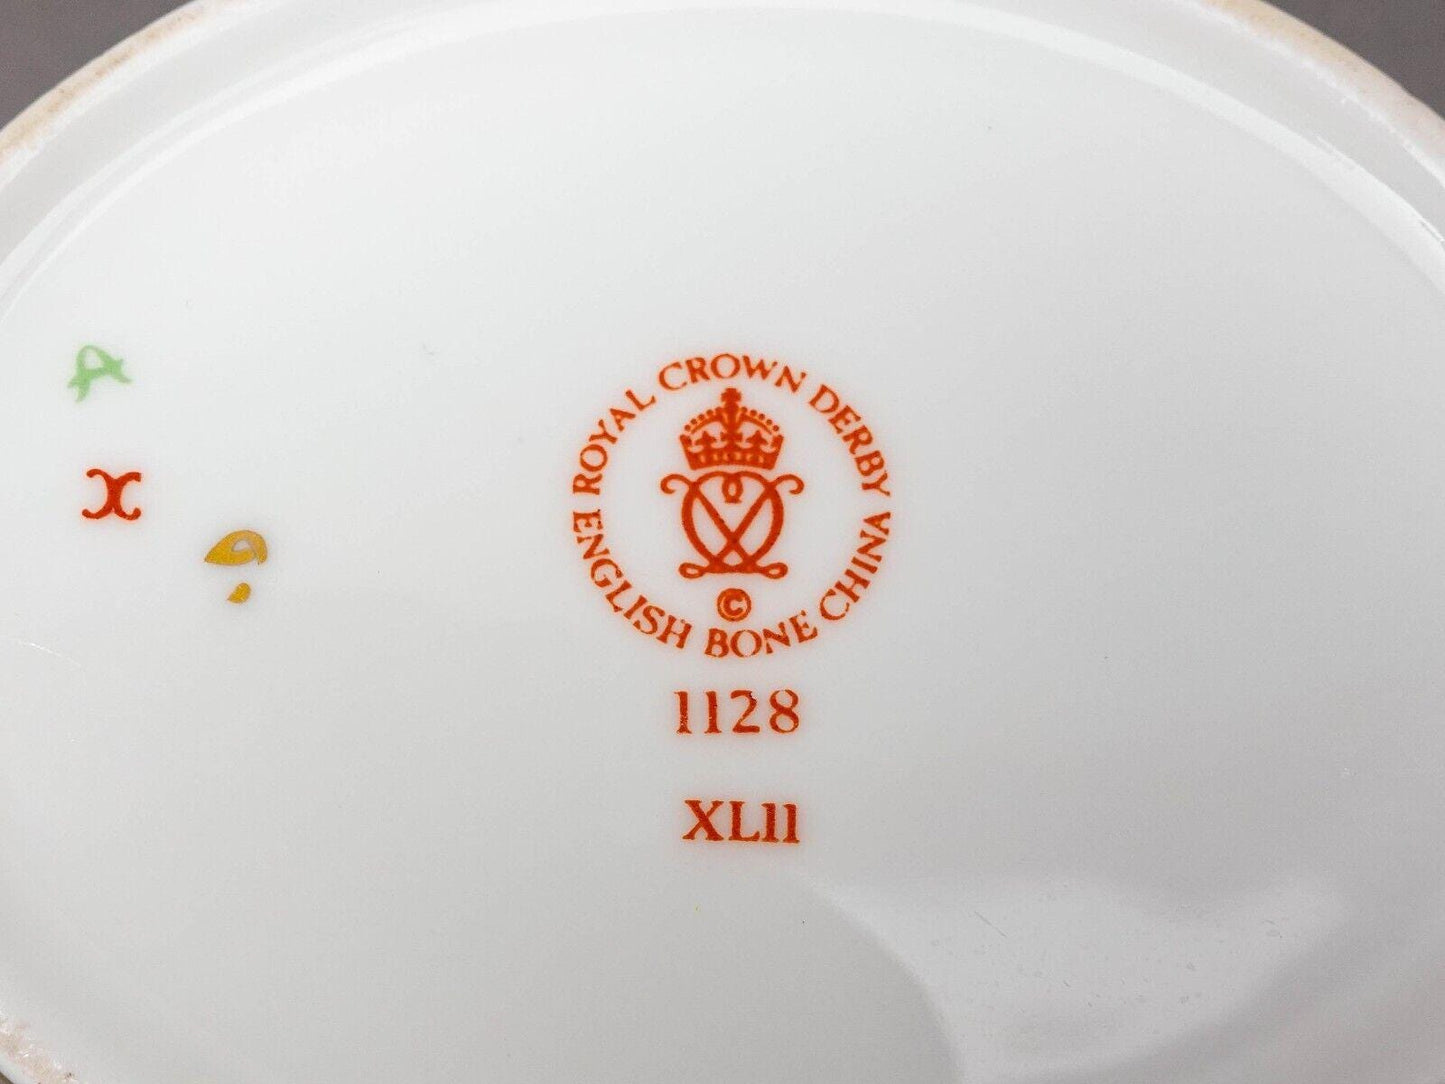 A
X
ROYAL CROWN DERBY
©
ENGLISH BONE CHINA
1128
XLII